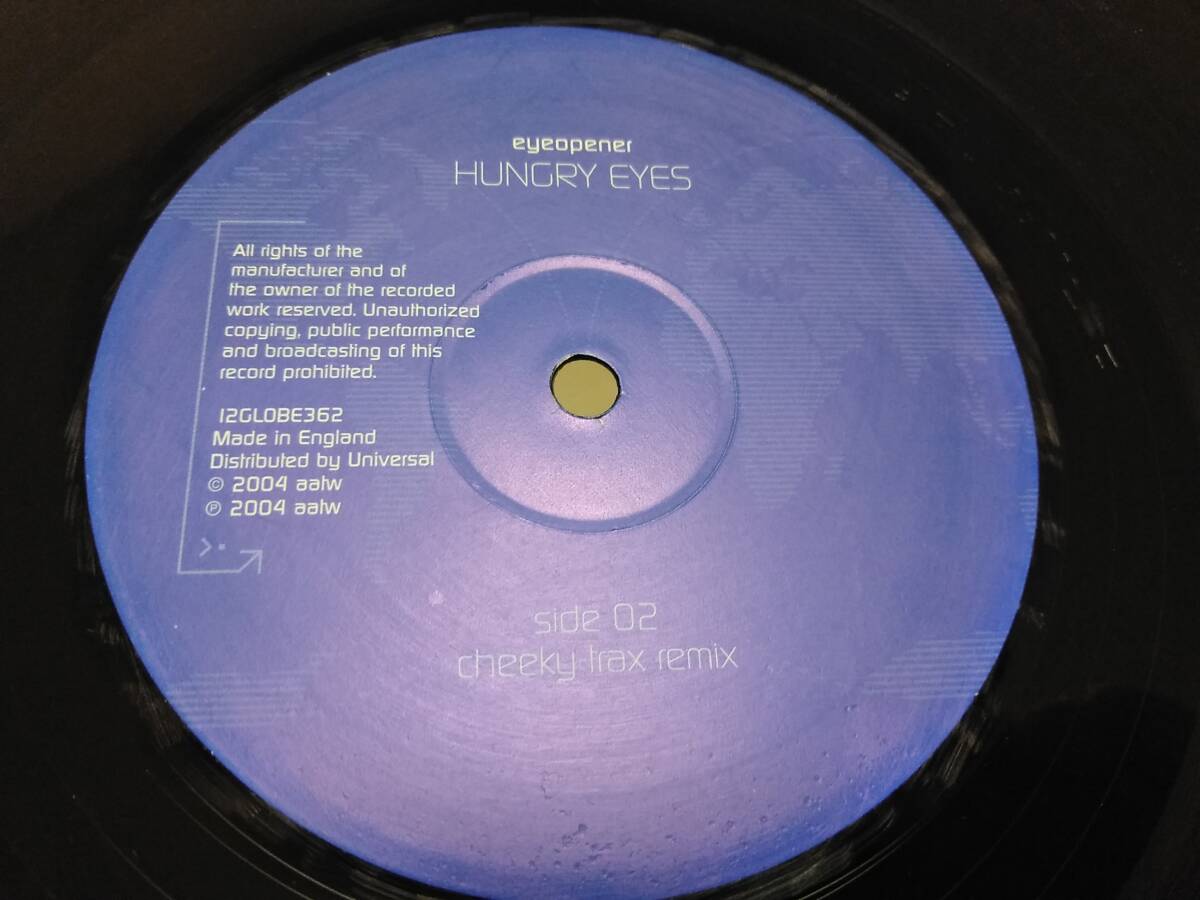 eyeopener
HUNGRY EYES
All rights of the
manufacturer and of
the owner of the recorded
work reserved. Unauthorized
copying, public performance
and broadcasting of this
record prohibited.
12GLOBE362
Made in England
Distributed by Universal
© 2004 aatw
℗ 2004 aatw
side 02
cheeky trax remix